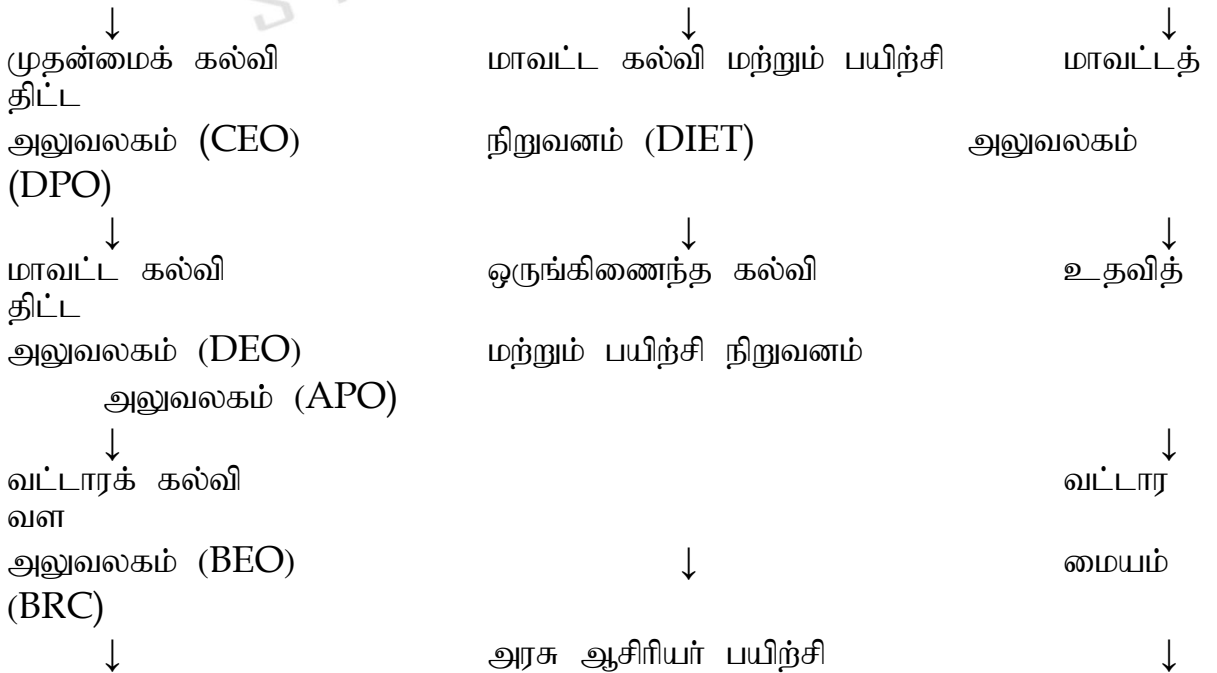 ↓ ↓ ↓
முதன்மைக் கல்வி மாவட்ட கல்வி மற்றும் பயிற்சி மாவட்டத்
திட்ட
அலுவலகம் (CEO) நிறுவனம் (DIET) அலுவலகம்
(DPO)
↓ ↓ ↓
மாவட்ட கல்வி ஒருங்கிணைந்த கல்வி உதவித்
திட்ட
அலுவலகம் (DEO) மற்றும் பயிற்சி நிறுவனம்
அலுவலகம் (APO)
↓ ↓
வட்டாரக் கல்வி வட்டார
வள
அலுவலகம் (BEO) ↓ மையம்
(BRC)
↓ அரசு ஆசிரியர் பயிற்சி ↓